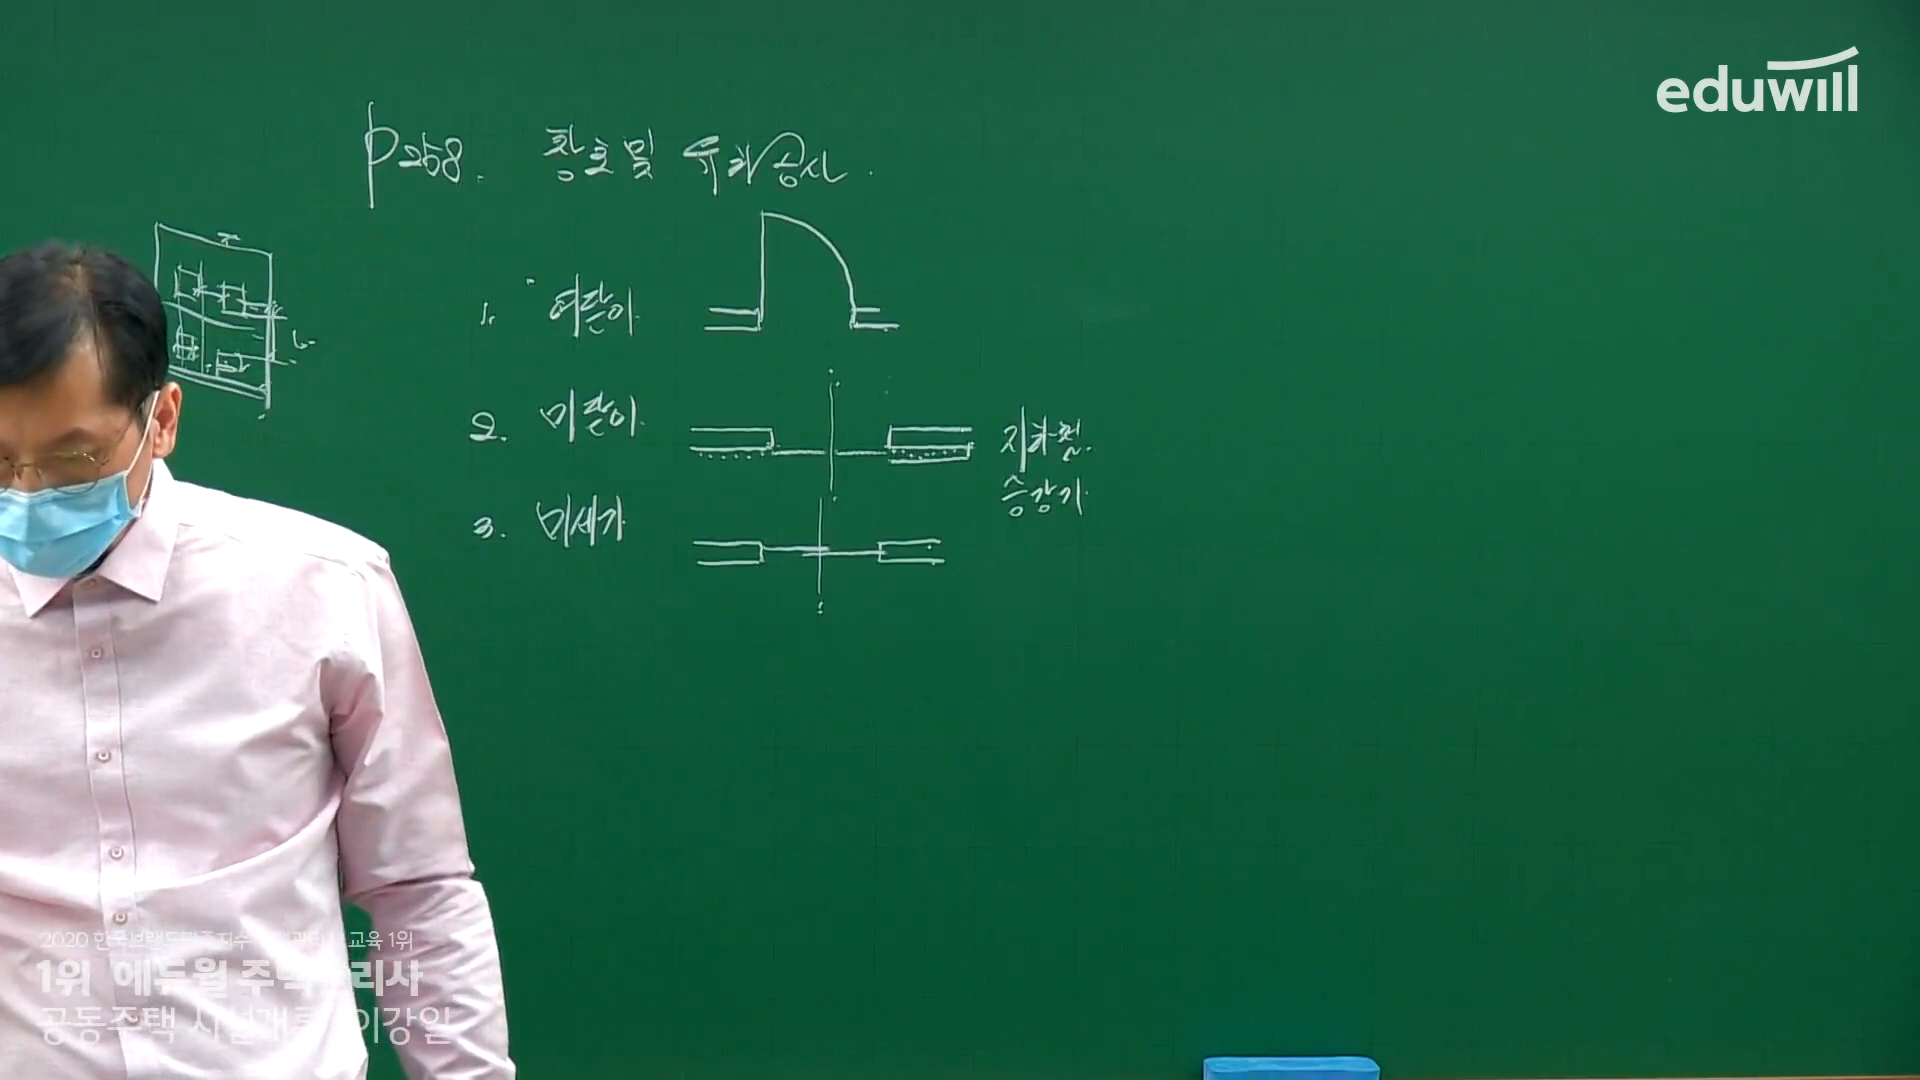 eduwill
P258. 창호 및 유리공사.
1. 여닫이
2. 미닫이 지하철
승강기
3. 미세기
2020 한국브랜드만족지수 교육 1위
1위 에듀윌 주택관리사
공동주택 시설개론 이강일